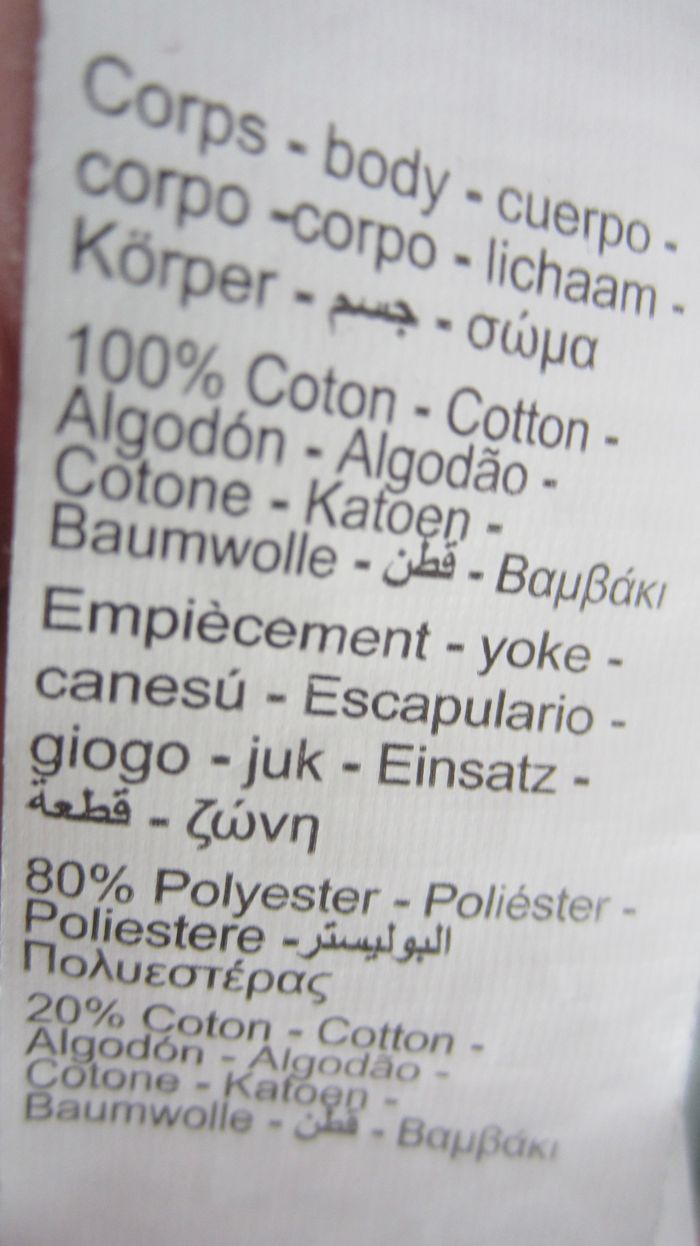 Corps - body - cuerpo -
corpo -corpo - lichaam -
Körper - جسم - σώμα
100% Coton - Cotton -
Algodón - Algodão -
Cotone - Katoen -
Baumwolle - قطن - Βαμβάκι
Empiècement - yoke -
canesú - Escapulario -
giogo - juk - Einsatz -
قطعة - ζώνη
80% Polyester - Poliéster -
Poliestere -البوليستر
Πολυεστέρας
20% Coton - Cotton -
Algodón - Algodão -
Cotone - Katoen -
Baumwolle - قطن - Βαμβάκι